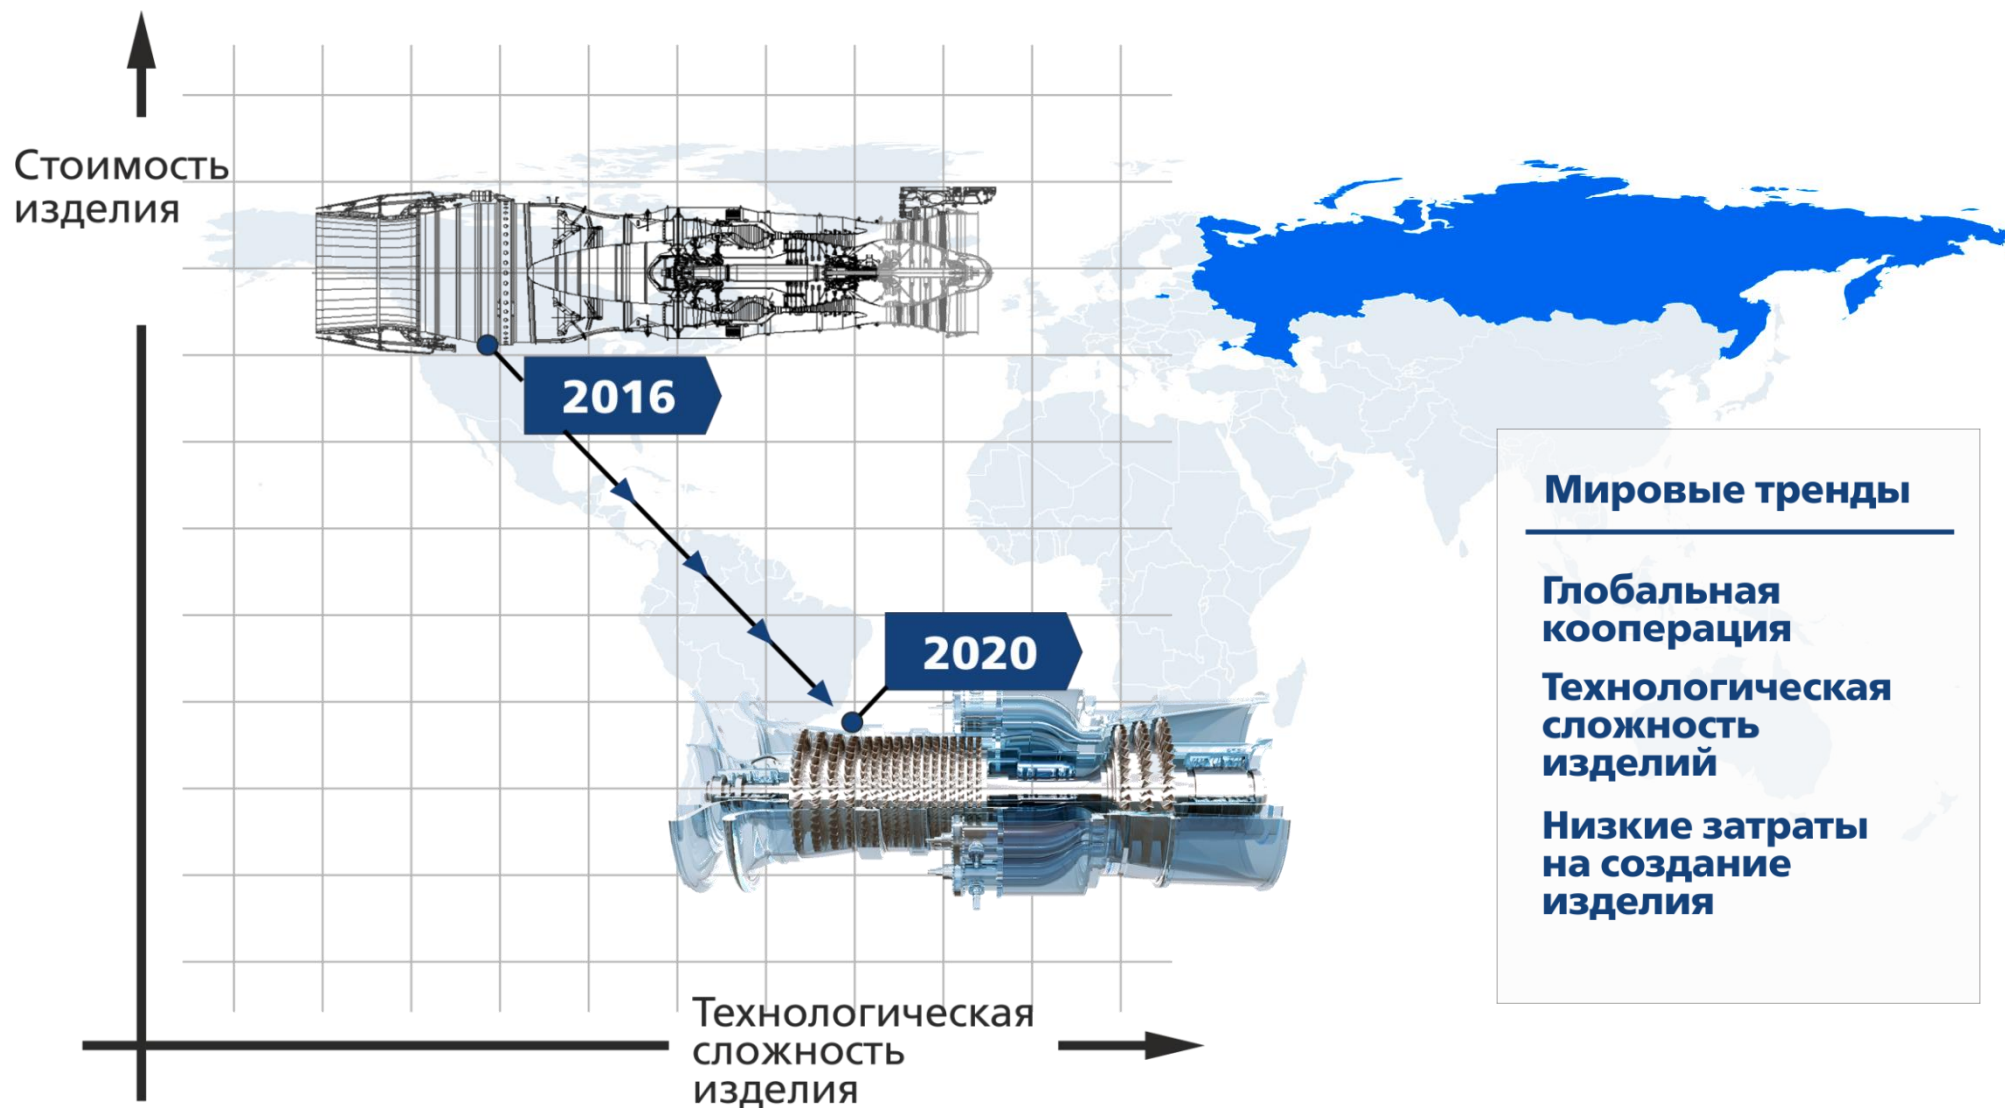 Стоимость
изделия
2016
2020
Технологическая
сложность
изделия
Мировые тренды
Глобальная
кооперация
Технологическая
сложность
изделий
Низкие затраты
на создание
изделия